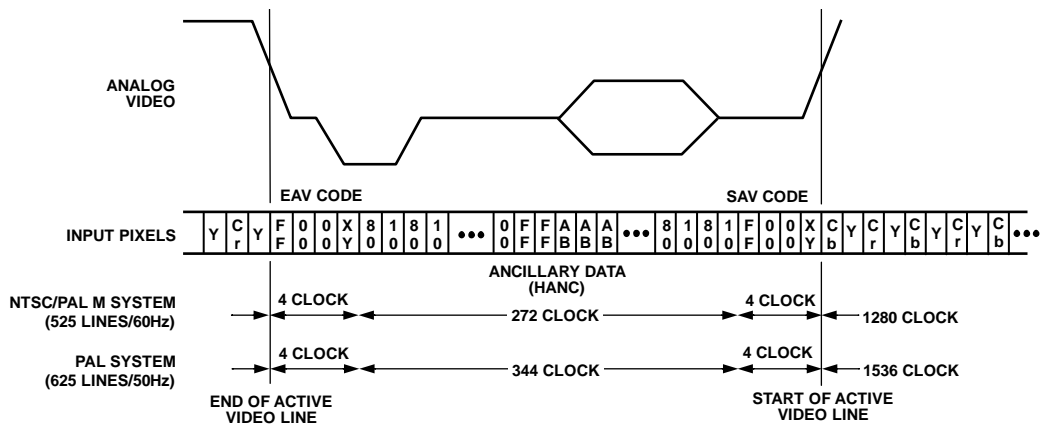 ANALOG
VIDEO
EAV CODE
SAV CODE
INPUT PIXELS
Y Cr Y FF 00 00 XY 80 10 80 10 ••• 00 FF FF AB AB AB ••• 80 10 80 10 FF 00 00 XY Cb Y Cr Y Cb Y Cr Y Cb •••
ANCILLARY DATA
(HANC)
NTSC/PAL M SYSTEM
(525 LINES/60Hz)
4 CLOCK
272 CLOCK
4 CLOCK
1280 CLOCK
PAL SYSTEM
(625 LINES/50Hz)
4 CLOCK
344 CLOCK
4 CLOCK
1536 CLOCK
END OF ACTIVE
VIDEO LINE
START OF ACTIVE
VIDEO LINE